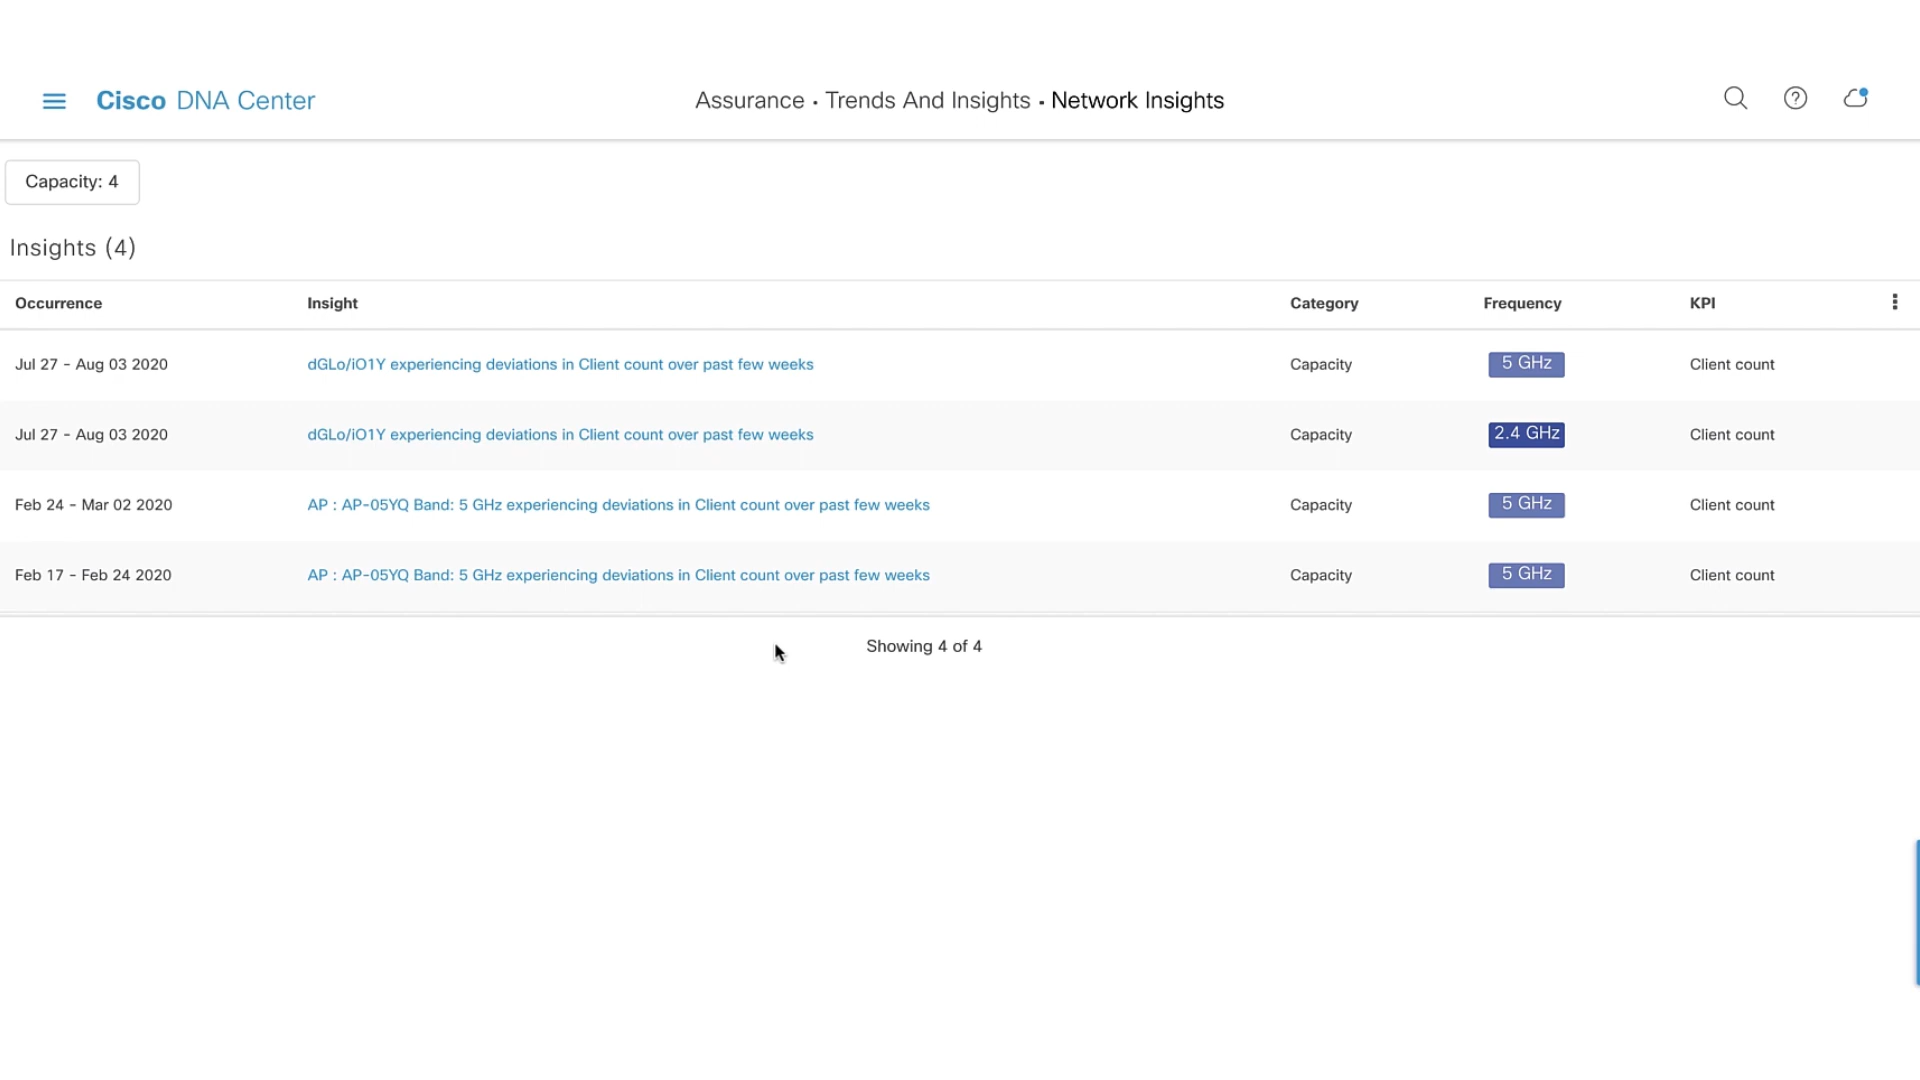 Cisco DNA Center
Assurance · Trends And Insights · Network Insights
Capacity: 4
Insights (4)
Occurrence Insight Category Frequency KPI
Jul 27 - Aug 03 2020 dGLo/iO1Y experiencing deviations in Client count over past few weeks Capacity 5 GHz Client count
Jul 27 - Aug 03 2020 dGLo/iO1Y experiencing deviations in Client count over past few weeks Capacity 2.4 GHz Client count
Feb 24 - Mar 02 2020 AP : AP-05YQ Band: 5 GHz experiencing deviations in Client count over past few weeks Capacity 5 GHz Client count
Feb 17 - Feb 24 2020 AP : AP-05YQ Band: 5 GHz experiencing deviations in Client count over past few weeks Capacity 5 GHz Client count
Showing 4 of 4